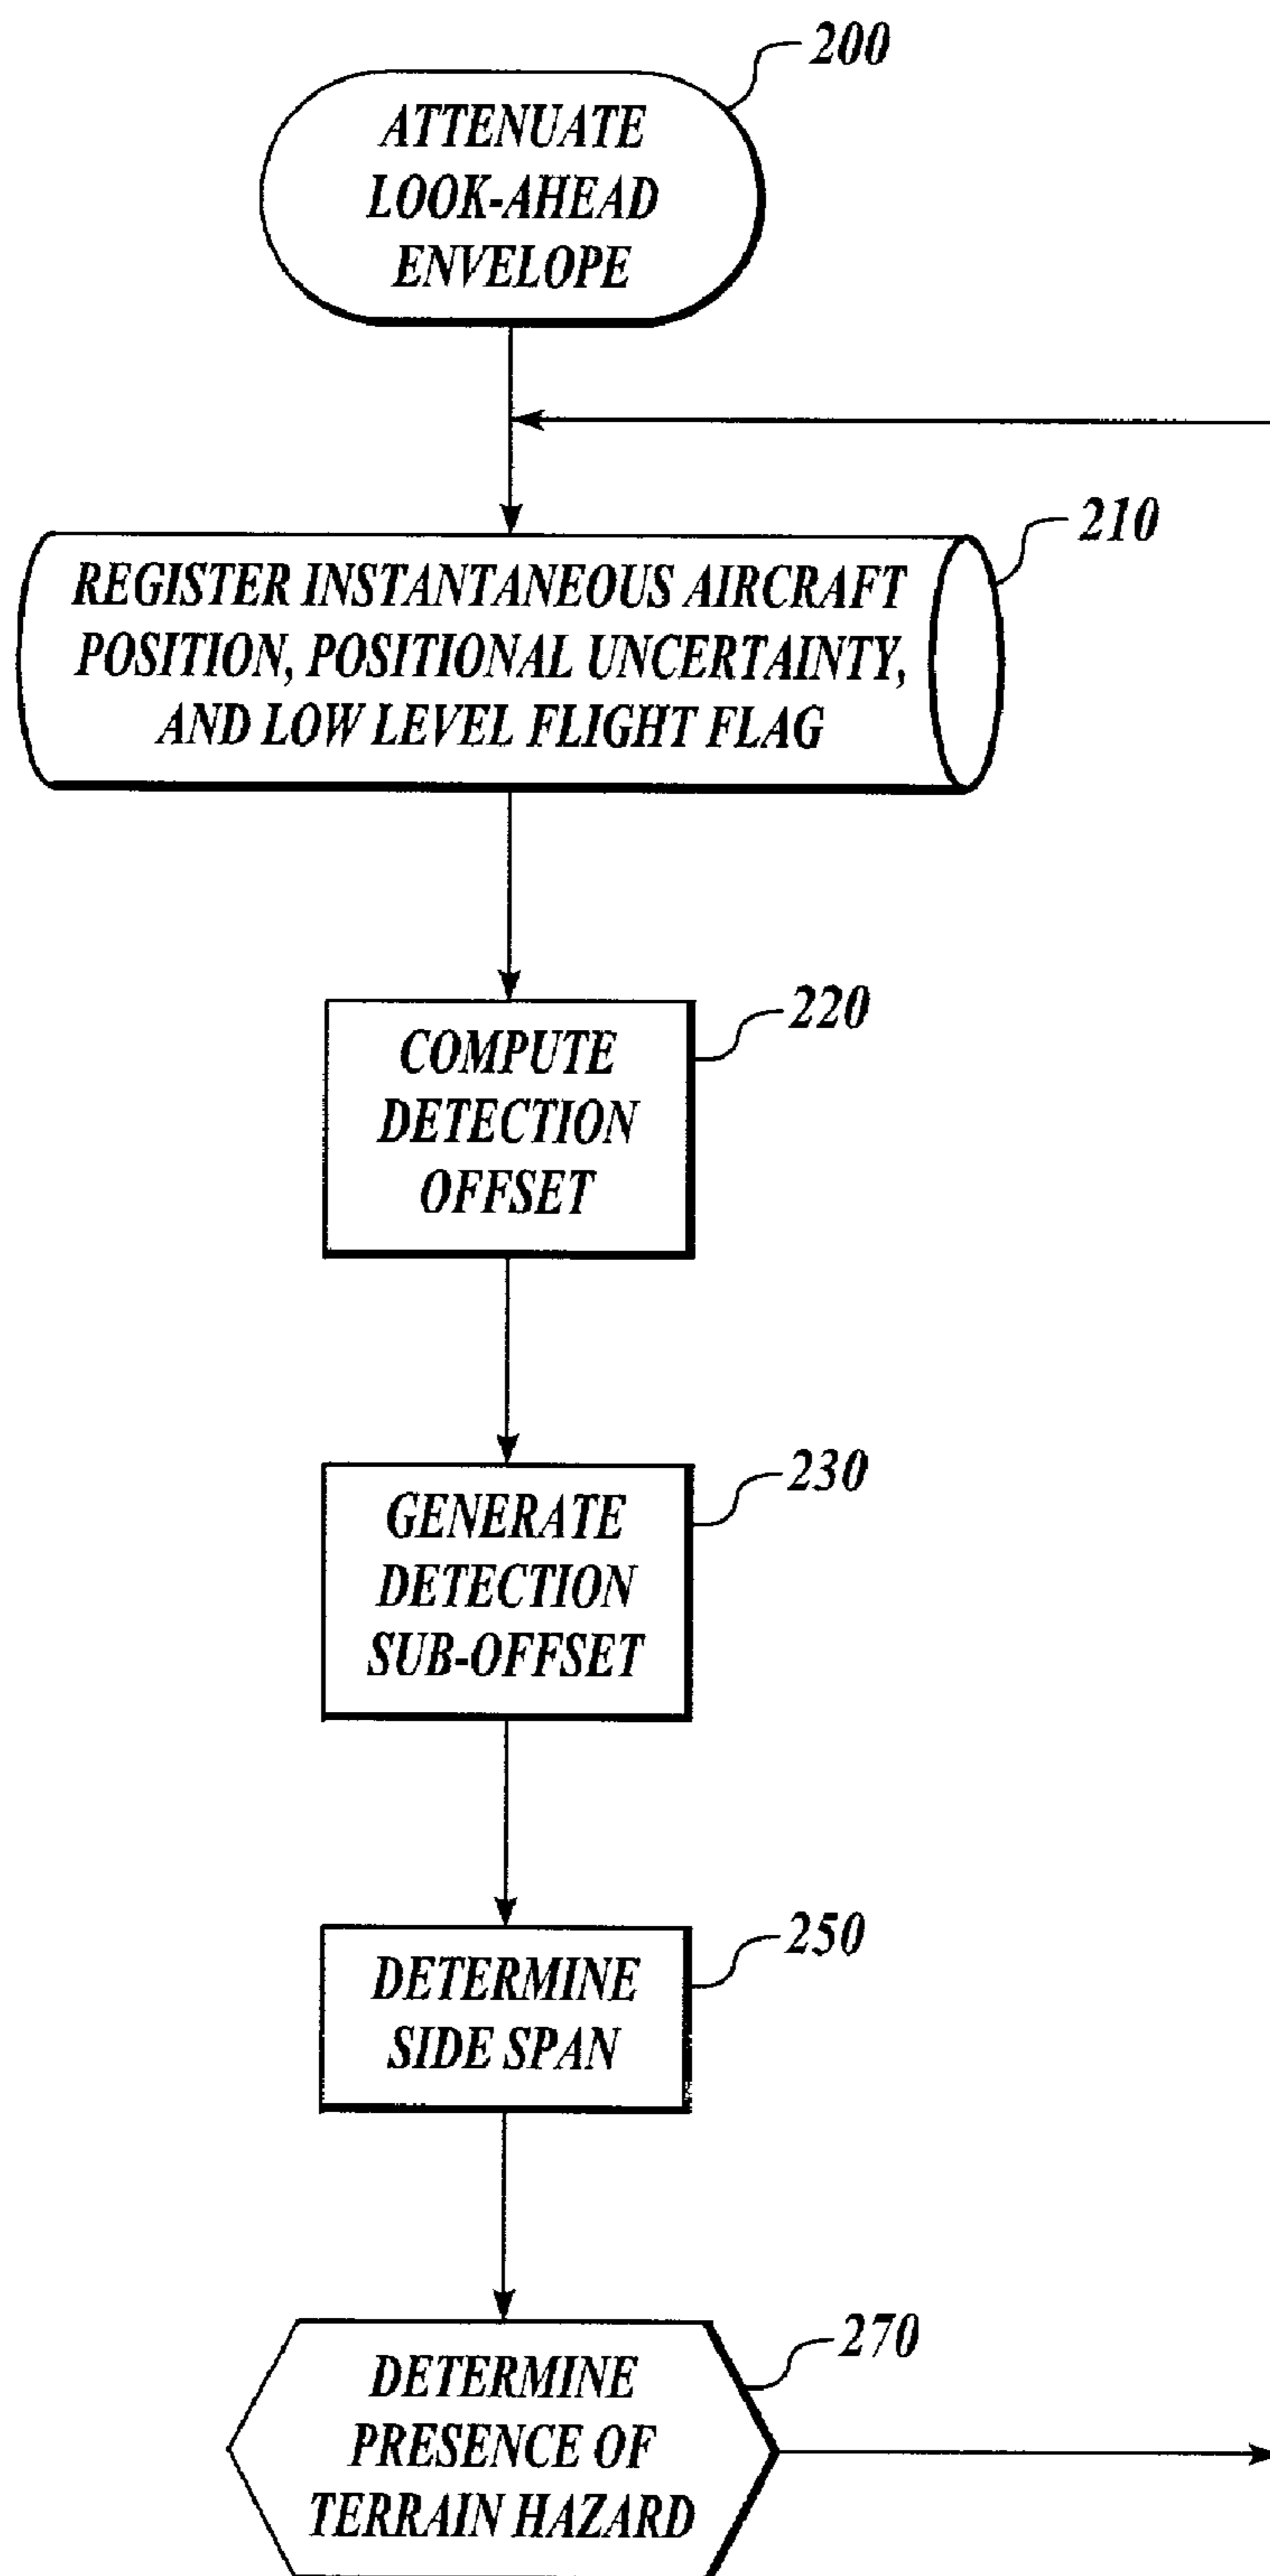 200
ATTENUATE
LOOK-AHEAD
ENVELOPE
210
REGISTER INSTANTANEOUS AIRCRAFT
POSITION, POSITIONAL UNCERTAINTY,
AND LOW LEVEL FLIGHT FLAG
220
COMPUTE
DETECTION
OFFSET
230
GENERATE
DETECTION
SUB-OFFSET
250
DETERMINE
SIDE SPAN
270
DETERMINE
PRESENCE OF
TERRAIN HAZARD